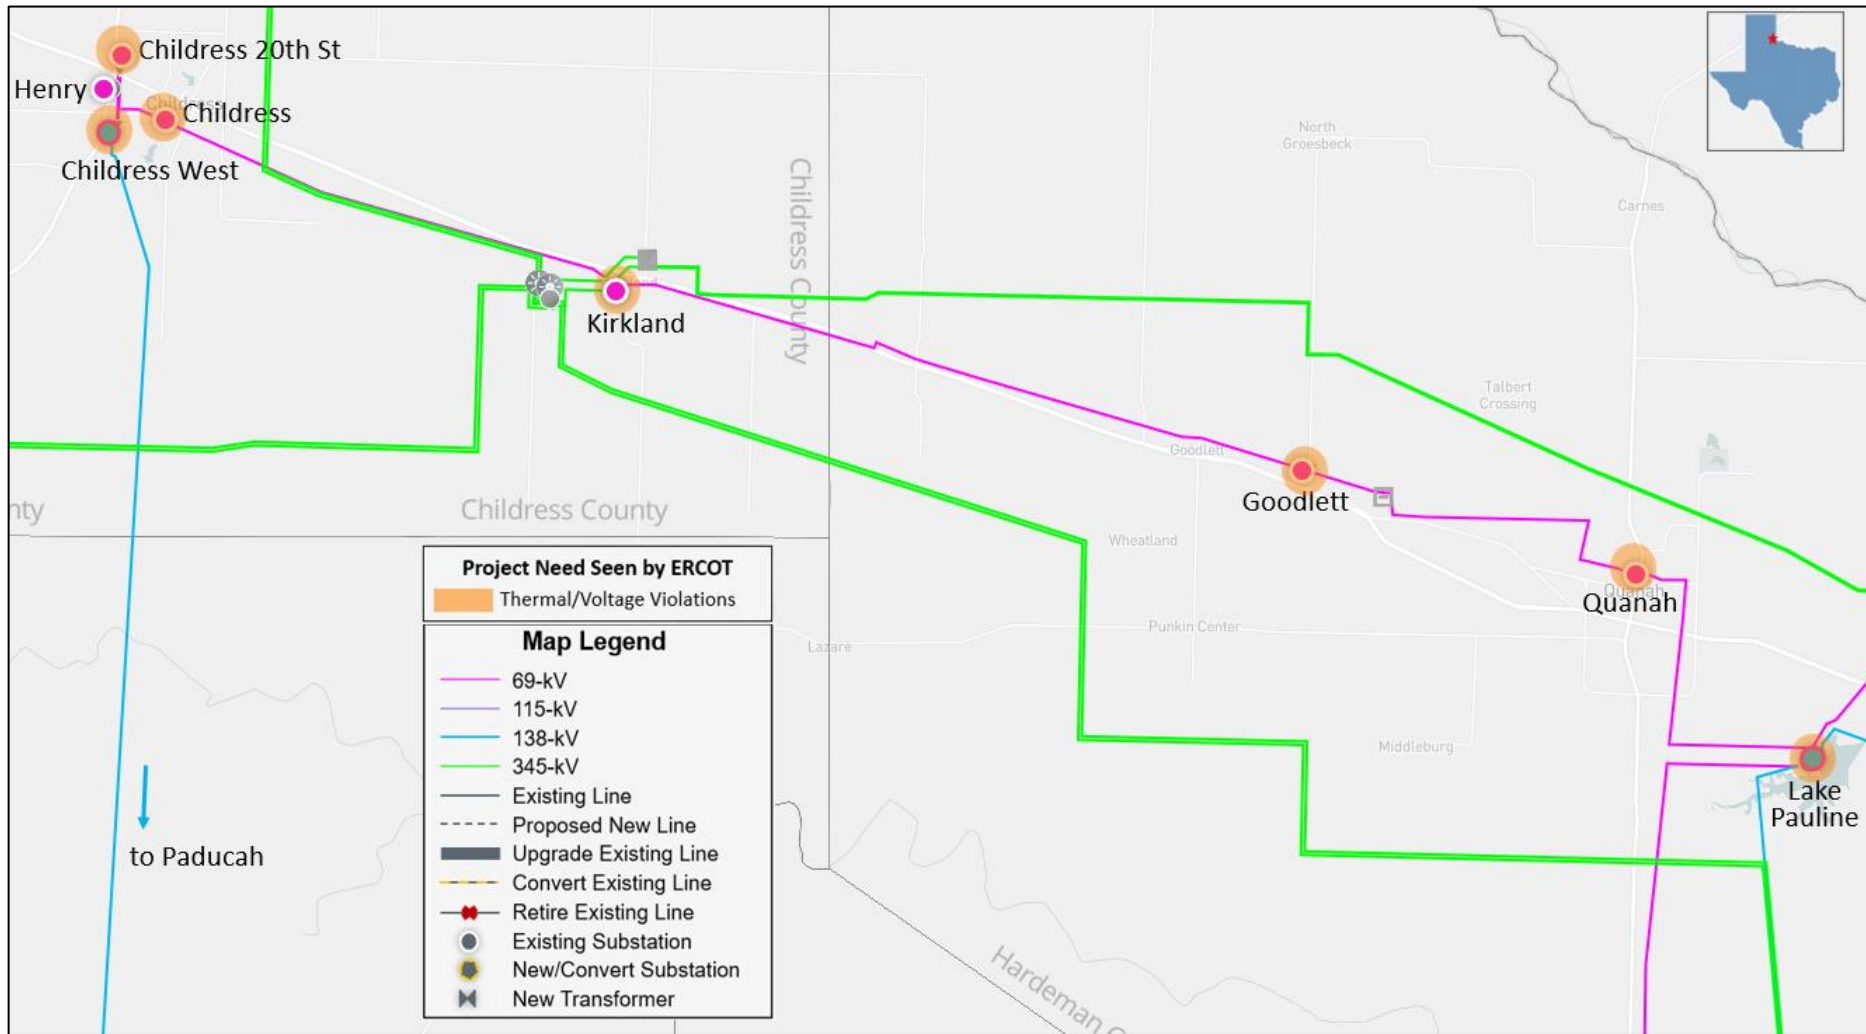 Childress 20th St
Henry
Childress
Childress West
Kirkland
Childress County
North
Groesbeck
Carnes
Talbert
Crossing
Goodlett
Goodlett
nty
Childress County
Wheatland
Quanah
Quanah
Punkin Center
Lazare
Middleburg
Lake
Pauline
to Paducah
Hardeman C
Project Need Seen by ERCOT
Thermal/Voltage Violations
Map Legend
69-kV
115-kV
138-kV
345-kV
Existing Line
Proposed New Line
Upgrade Existing Line
Convert Existing Line
Retire Existing Line
Existing Substation
New/Convert Substation
New Transformer